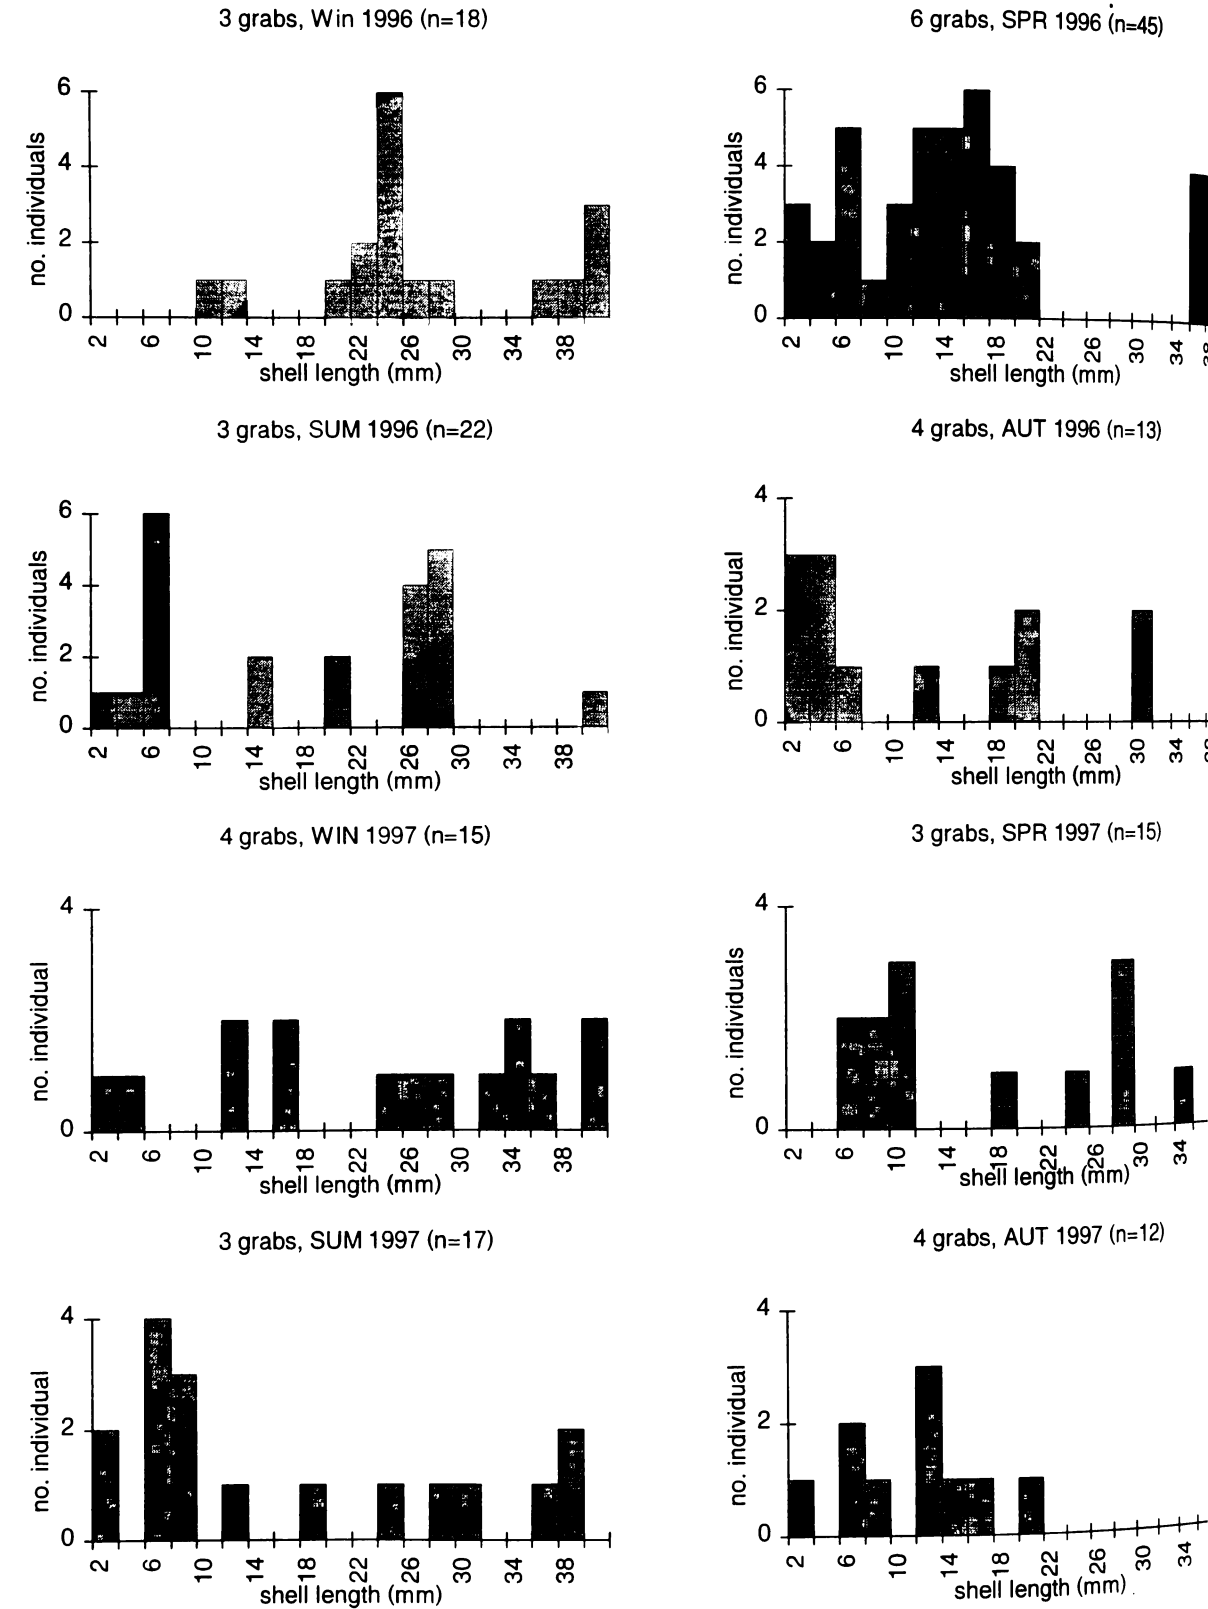 3 grabs, Win 1996 (n=18)
no. individuals
6
4
2
0
2 6 10 14 18 22 26 30 34 38
shell length (mm)
6 grabs, SPR 1996 (n=45)
no. individuals
6
4
2
0
2 6 10 14 18 22 26 30 34 38
shell length (mm)
3 grabs, SUM 1996 (n=22)
no. individuals
6
4
2
0
2 6 10 14 18 22 26 30 34 38
shell length (mm)
4 grabs, AUT 1996 (n=13)
no. individual
4
2
0
2 6 10 14 18 22 26 30 34 38
shell length (mm)
4 grabs, WIN 1997 (n=15)
no. individual
4
0
2 6 10 14 18 22 26 30 34 38
shell length (mm)
3 grabs, SPR 1997 (n=15)
no. individuals
4
0
2 6 10 14 18 22 26 30 34
shell length (mm)
3 grabs, SUM 1997 (n=17)
no. individual
4
2
0
2 6 10 14 18 22 26 30 34 38
shell length (mm)
4 grabs, AUT 1997 (n=12)
no. individual
4
2
0
2 6 10 14 18 22 26 30 34
shell length (mm)